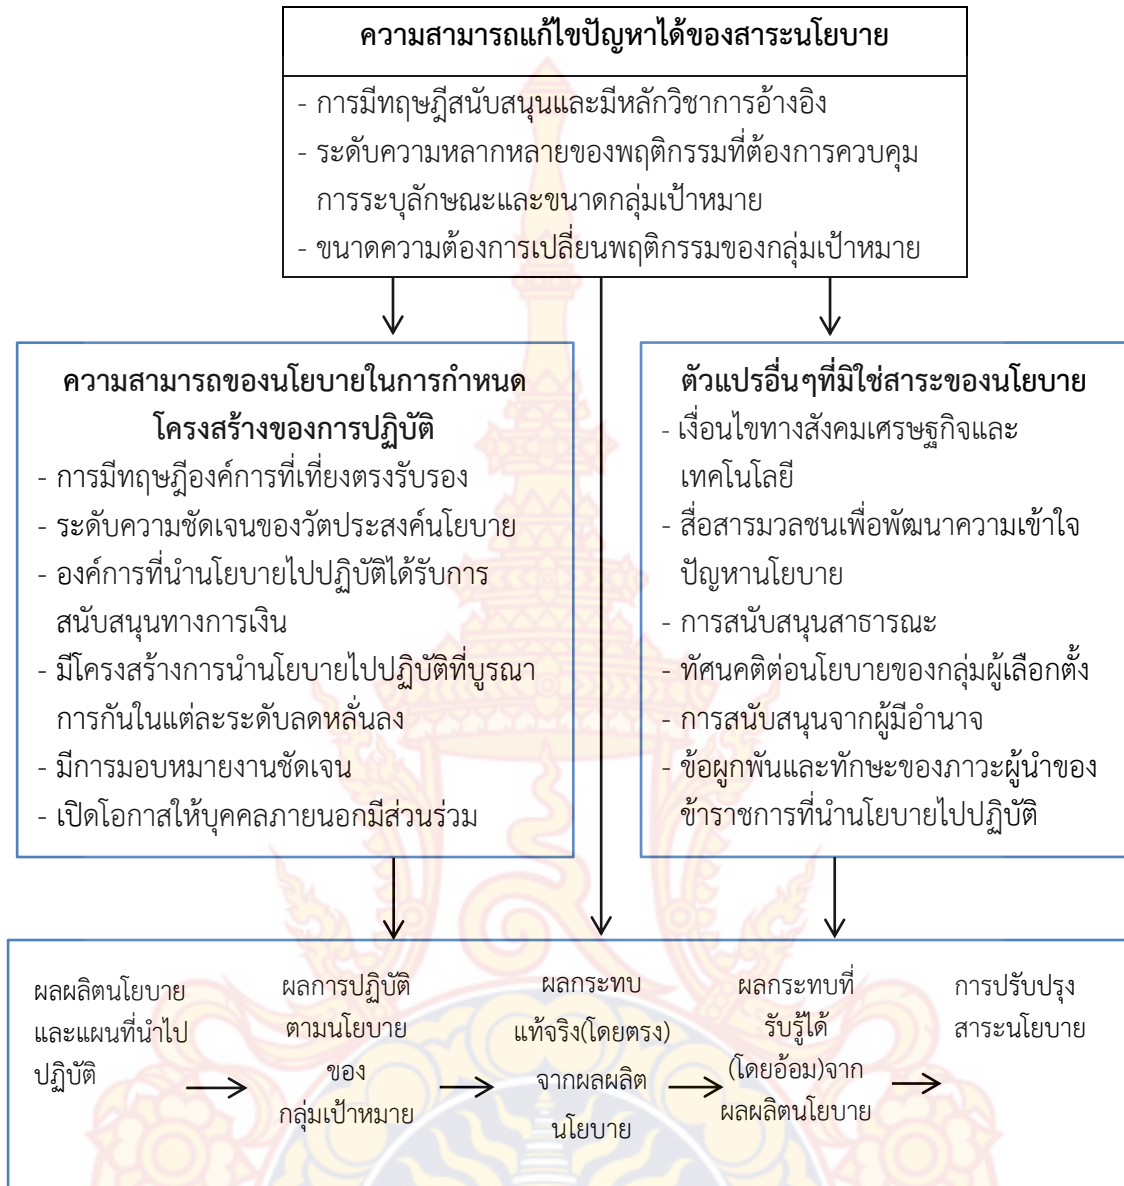 ความสามารถแก้ไขปัญหาได้ของสาระนโยบาย
- การมีทฤษฎีสนับสนุนและมีหลักวิชาการอ้างอิง
- ระดับความหลากหลายของพฤติกรรมที่ต้องการควบคุม
การระบุลักษณะและขนาดกลุ่มเป้าหมาย
- ขนาดความต้องการเปลี่ยนพฤติกรรมของกลุ่มเป้าหมาย
ความสามารถของนโยบายในการกำหนด
โครงสร้างของการปฏิบัติ
- การมีทฤษฎีองค์การที่เที่ยงตรงรับรอง
- ระดับความชัดเจนของวัตประสงค์นโยบาย
- องค์การที่นำนโยบายไปปฏิบัติได้รับการ
สนับสนุนทางการเงิน
- มีโครงสร้างการนำนโยบายไปปฏิบัติที่บูรณา
การกันในแต่ละระดับลดหลั่นลง
- มีการมอบหมายงานชัดเจน
- เปิดโอกาสให้บุคคลภายนอกมีส่วนร่วม
ตัวแปรอื่นๆที่มิใช่สาระของนโยบาย
- เงื่อนไขทางสังคมเศรษฐกิจและ
เทคโนโลยี
- สื่อสารมวลชนเพื่อพัฒนาความเข้าใจ
ปัญหานโยบาย
- การสนับสนุนสาธารณะ
- ทัศนคติต่อนโยบายของกลุ่มผู้เลือกตั้ง
- การสนับสนุนจากผู้มีอำนาจ
- ข้อผูกพันและทักษะของภาวะผู้นำของ
ข้าราชการที่นำนโยบายไปปฏิบัติ
ผลผลิตนโยบาย
และแผนที่นำไป
ปฏิบัติ
ผลการปฏิบัติ
ตามนโยบาย
ของ
กลุ่มเป้าหมาย
ผลกระทบ
แท้จริง(โดยตรง)
จากผลผลิต
นโยบาย
ผลกระทบที่
รับรู้ได้
(โดยอ้อม)จาก
ผลผลิตนโยบาย
การปรับปรุง
สาระนโยบาย